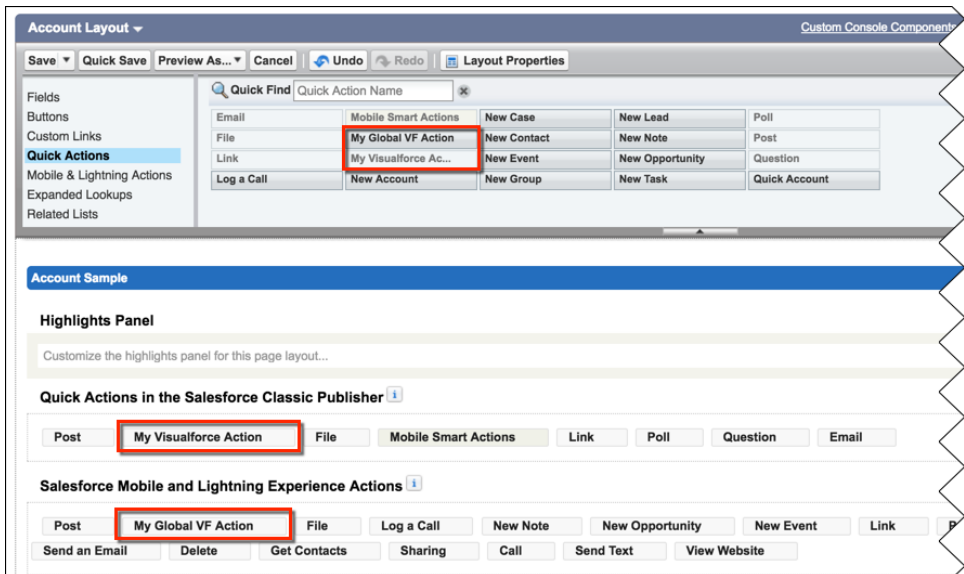 Account Layout Custom Console Components
Save Quick Save Preview As... Cancel Undo Redo Layout Properties
Fields
Buttons
Custom Links
Quick Actions
Mobile & Lightning Actions
Expanded Lookups
Related Lists
Quick Find Quick Action Name
Email Mobile Smart Actions New Case New Lead Poll
File My Global VF Action New Contact New Note Post
Link My Visualforce Ac... New Event New Opportunity Question
Log a Call New Account New Group New Task Quick Account
Account Sample
Highlights Panel
Customize the highlights panel for this page layout...
Quick Actions in the Salesforce Classic Publisher
Post My Visualforce Action File Mobile Smart Actions Link Poll Question Email
Salesforce Mobile and Lightning Experience Actions
Post My Global VF Action File Log a Call New Note New Opportunity New Event Link
Send an Email Delete Get Contacts Sharing Call Send Text View Website